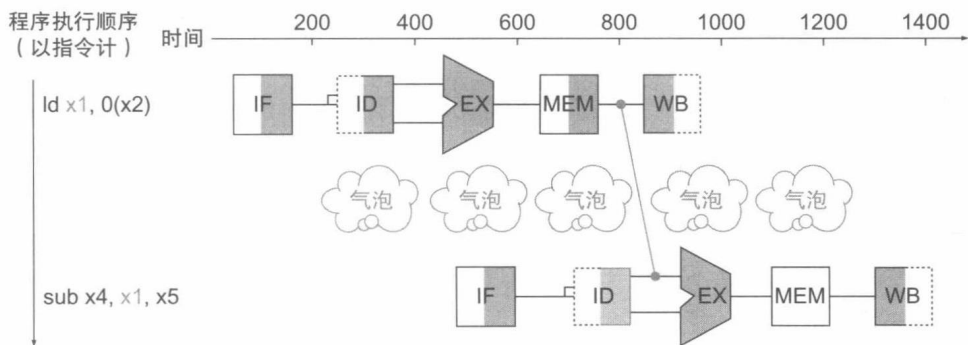 程序执行顺序
（以指令计）
时间
200 400 600 800 1000 1200 1400
ld x1, 0(x2)
IF ID EX MEM WB
气泡 气泡 气泡 气泡 气泡
sub x4, x1, x5
IF ID EX MEM WB